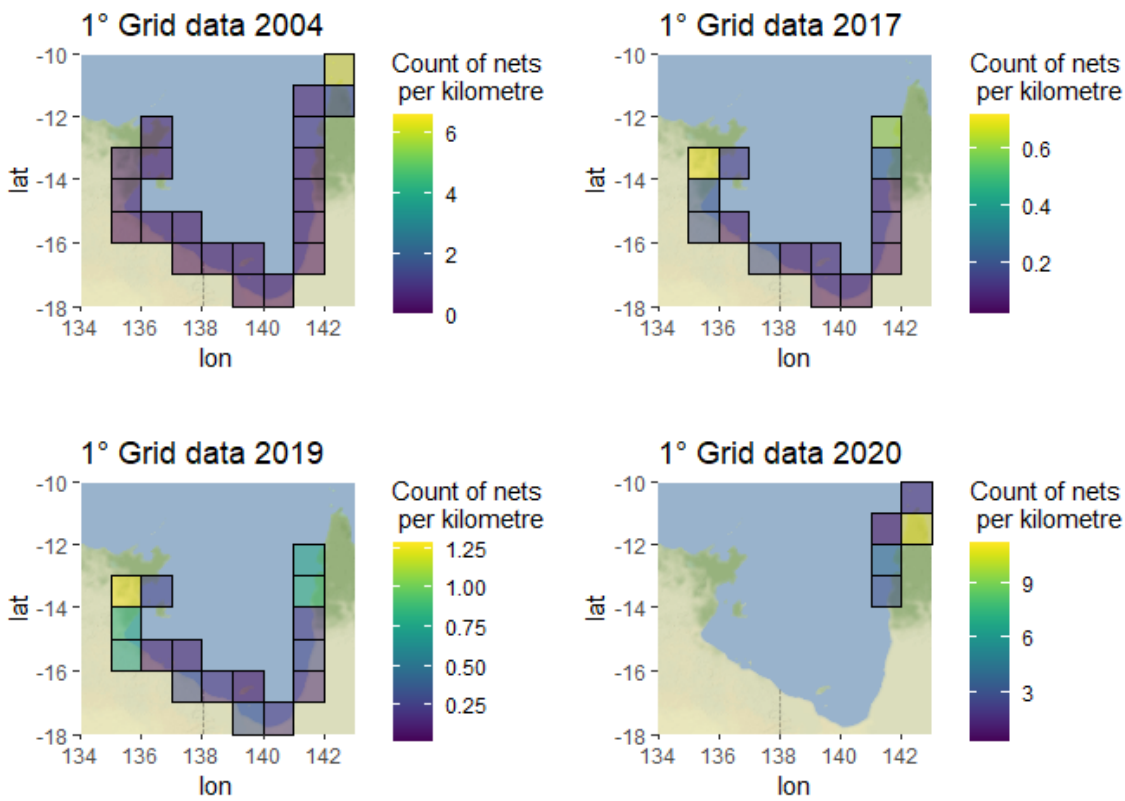 1° Grid data 2004
Count of nets
per kilometre
6
4
2
0
-10
-12
-14
-16
-18
lat
134 136 138 140 142
lon
1° Grid data 2017
Count of nets
per kilometre
0.6
0.4
0.2
-10
-12
-14
-16
-18
lat
134 136 138 140 142
lon
1° Grid data 2019
Count of nets
per kilometre
1.25
1.00
0.75
0.50
0.25
-10
-12
-14
-16
-18
lat
134 136 138 140 142
lon
1° Grid data 2020
Count of nets
per kilometre
9
6
3
-10
-12
-14
-16
-18
lat
134 136 138 140 142
lon